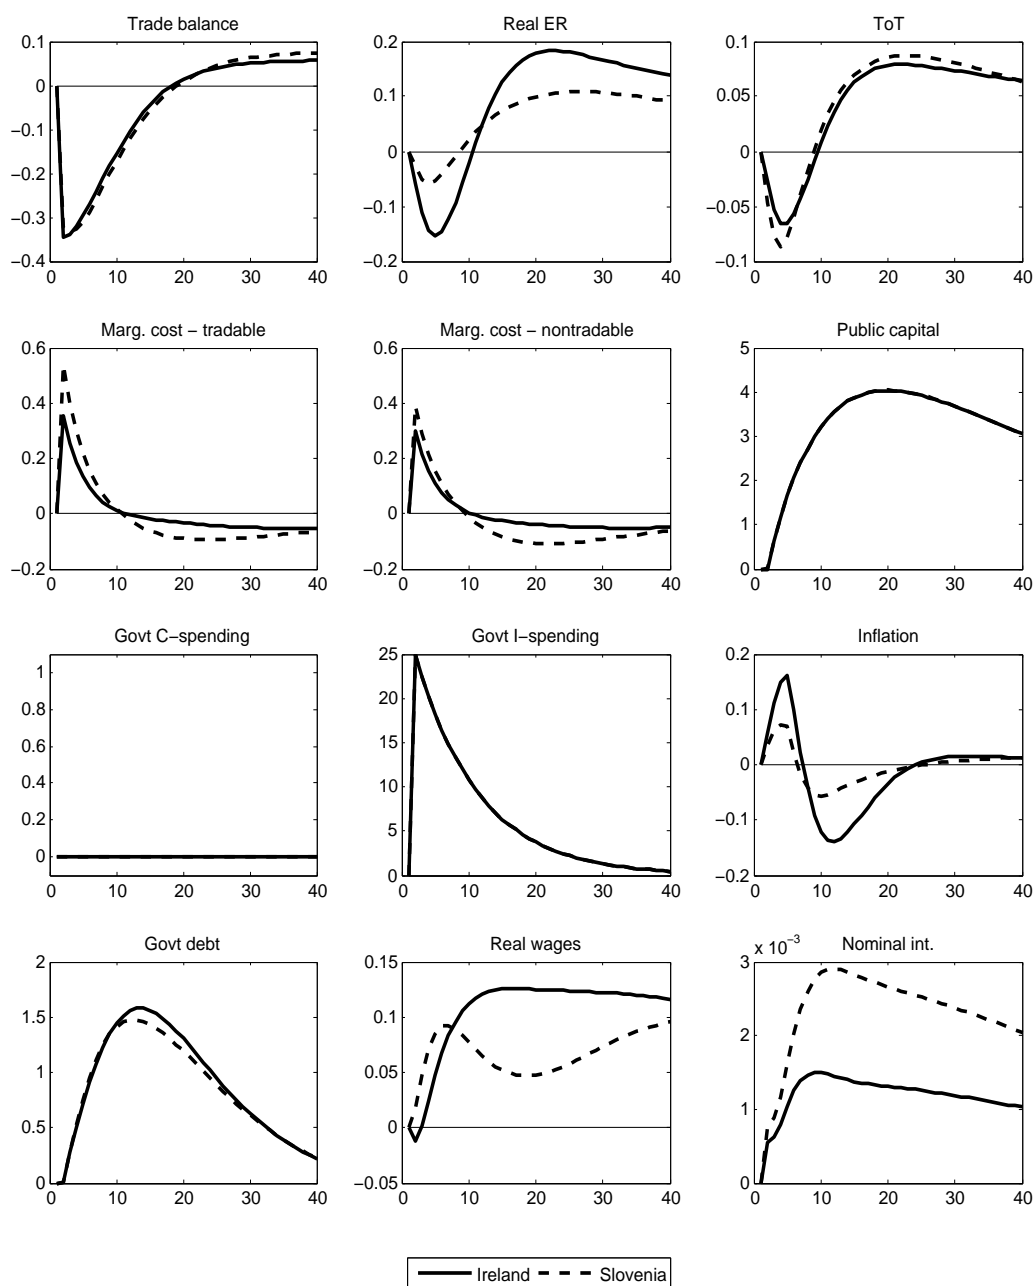 Trade balance
0.1
0
−0.1
−0.2
−0.3
−0.4
0 10 20 30 40
Real ER
0.2
0.1
0
−0.1
−0.2
0 10 20 30 40
ToT
0.1
0.05
0
−0.05
−0.1
0 10 20 30 40
Marg. cost − tradable
0.6
0.4
0.2
0
−0.2
0 10 20 30 40
Marg. cost − nontradable
0.6
0.4
0.2
0
−0.2
0 10 20 30 40
Public capital
5
4
3
2
1
0
0 10 20 30 40
Govt C−spending
1
0.8
0.6
0.4
0.2
0
0 10 20 30 40
Govt I−spending
25
20
15
10
5
0
0 10 20 30 40
Inflation
0.2
0.1
0
−0.1
−0.2
0 10 20 30 40
Govt debt
2
1.5
1
0.5
0
0 10 20 30 40
Real wages
0.15
0.1
0.05
0
−0.05
0 10 20 30 40
Nominal int.
x 10−3
3
2
1
0
0 10 20 30 40
Ireland Slovenia